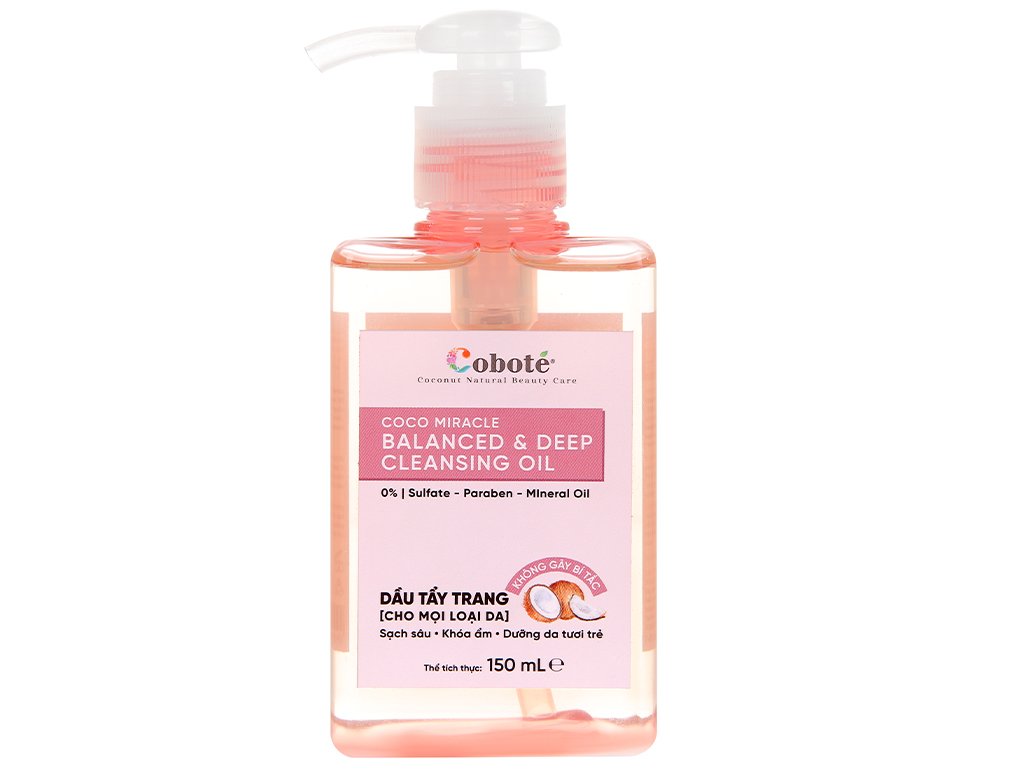 Coboté®
Coconut Natural Beauty Care
COCO MIRACLE
BALANCED & DEEP
CLEANSING OIL
0% | Sulfate - Paraben - MIneral Oil
KHÔNG GÂY BÍ TẮC
DẦU TẨY TRANG
[CHO MỌI LOẠI DA]
Sạch sâu • Khóa ẩm • Dưỡng da tươi trẻ
Thể tích thực: 150 mL ℮